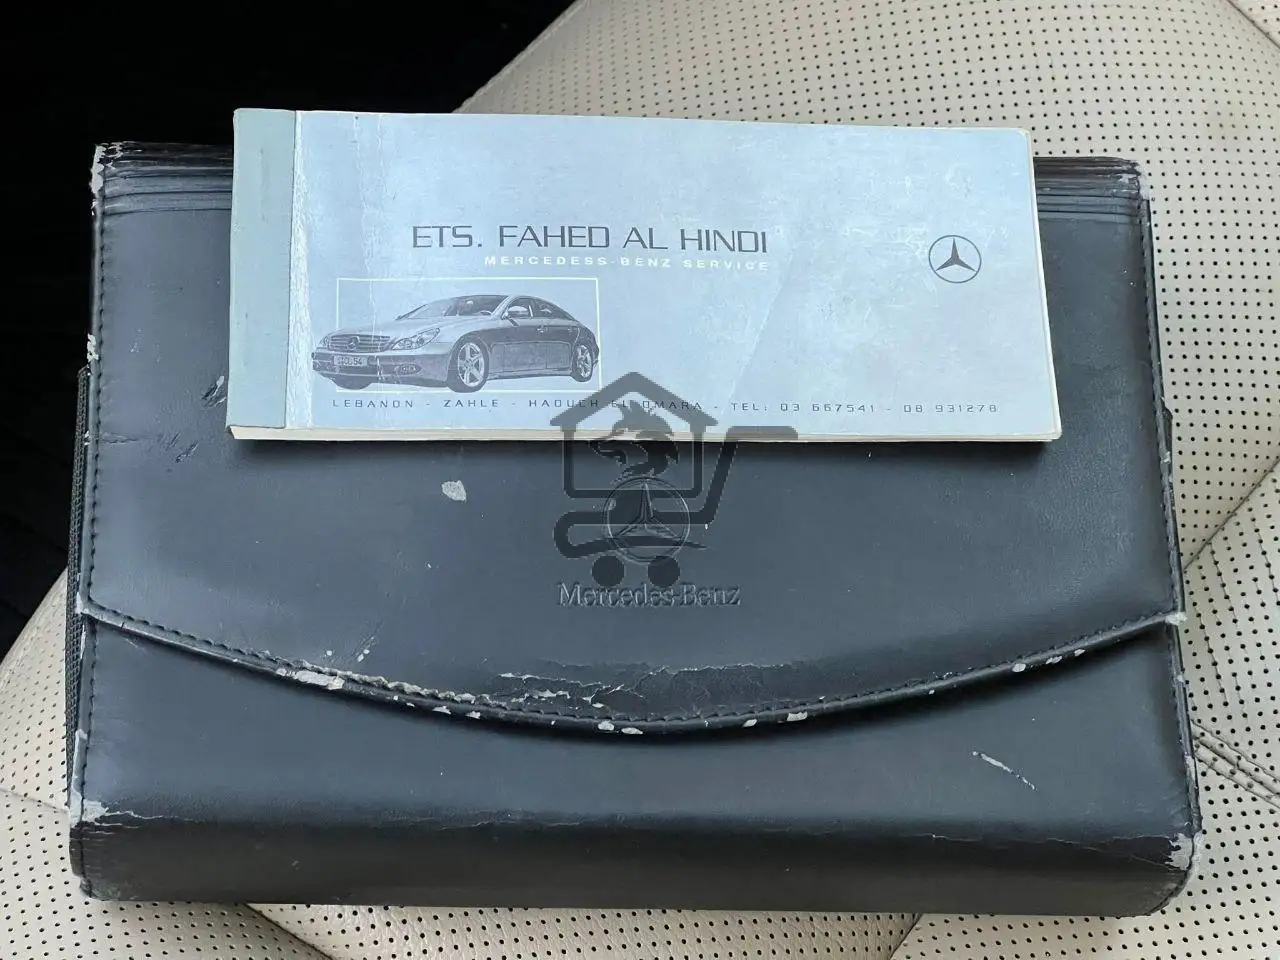 ETS. FAHED AL HINDI
MERCEDESS-BENZ SERVICE
LEBANON - ZAHLE - HAOUCH EL OMARA - TEL: 03 667541 - 08 931278
Mercedes-Benz